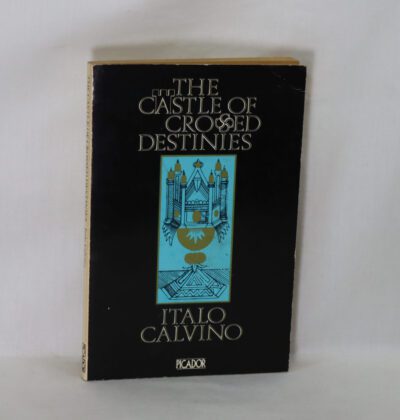 THE
CASTLE OF
CROSSED
DESTINIES
ITALO
CALVINO
PICADOR